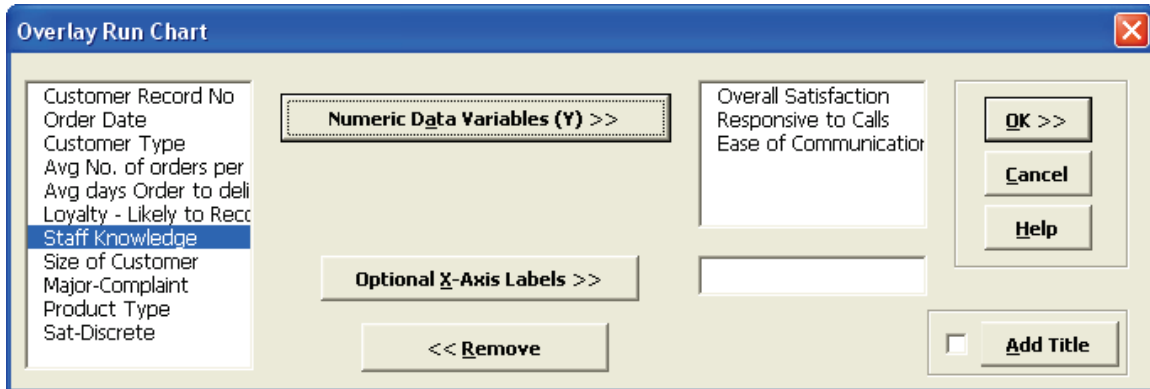 Overlay Run Chart
Customer Record No
Order Date
Customer Type
Avg No. of orders per
Avg days Order to deli
Loyalty - Likely to Recc
Staff Knowledge
Size of Customer
Major-Complaint
Product Type
Sat-Discrete
Numeric Data Variables (Y) >>
Optional X-Axis Labels >>
<< Remove
Overall Satisfaction
Responsive to Calls
Ease of Communication
OK >>
Cancel
Help
Add Title